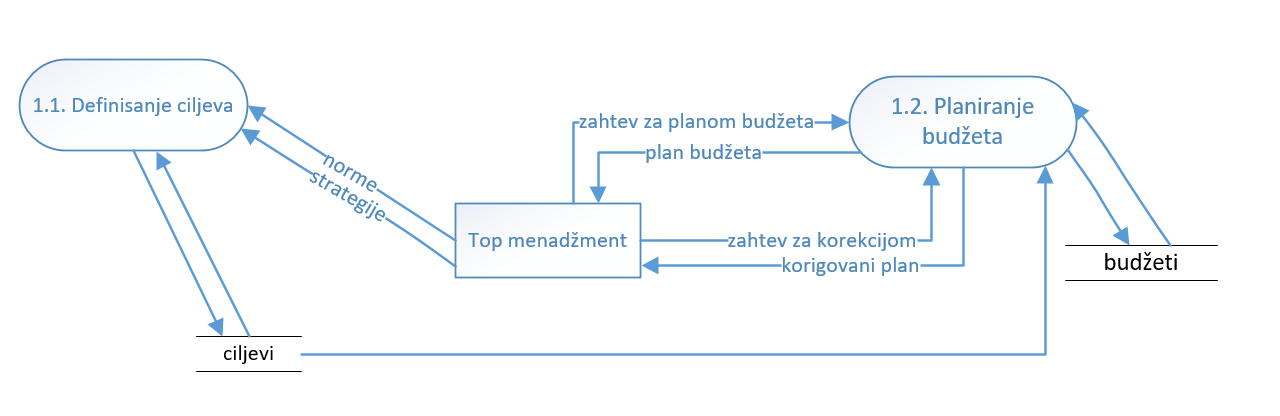 1.1. Definisanje ciljeva
norme
strategije
zahtev za planom budžeta
plan budžeta
1.2. Planiranje
budžeta
Top menadžment
zahtev za korekcijom
korigovani plan
budžeti
ciljevi